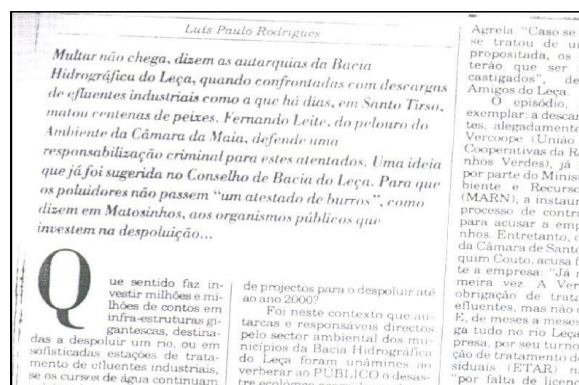 Luís Paulo Rodrigues
Multar não chega, dizem as autarquias da Bacia
Hidrográfica do Leça, quando confrontadas com descargas
de efluentes industriais como a que há dias, em Santo Tirso,
matou centenas de peixes. Fernando Leite, do pelouro do
Ambiente da Câmara da Maia, defende uma
responsabilização criminal para estes atentados. Uma ideia
que já foi sugerida no Conselho de Bacia do Leça. Para que
os poluidores não passem "um atestado de burros", como
dizem em Matosinhos, aos organismos públicos que
investem na despoluição...
Que sentido faz in-
vestir milhões e mi-
lhões de contos em
infra-estruturas gi-
gantescas, destina-
das a despoluir um rio, ou em
sofisticadas estações de trata-
mento de efluentes industriais,
se os cursos de água continuam
de projectos para o despoluir até
ao ano 2000?
Foi neste contexto que au-
tarcas e responsáveis directos
pelo sector ambiental dos mu-
nicípios da Bacia Hidrográfica
do Leça foram unânimes ao
verberar ao PÚBLICO o desas-
Agrela. "Caso se
se tratou de u
propositada, os
terão que ser
castigados", de
Amigos do Leça.
O episódio,
exemplar: a descar
tes, alegadamente
Vercoope (União
Cooperativas da R
nhos Verdes), já
por parte do Minis
biente e Recurso
(MARN), a instaur
processo de contr
para acusar a emp
nhos. Entretanto, o
da Câmara de Santo
quim Couto, acusa f
te a empresa: "Já
meira vez. A Ver
obrigação de trata
efluentes, mas não
E, de meses a meses
ga tudo no rio Leça
presa, por seu turno
ção de tratamento d
siduais (ETAR) n
"por falta de licen